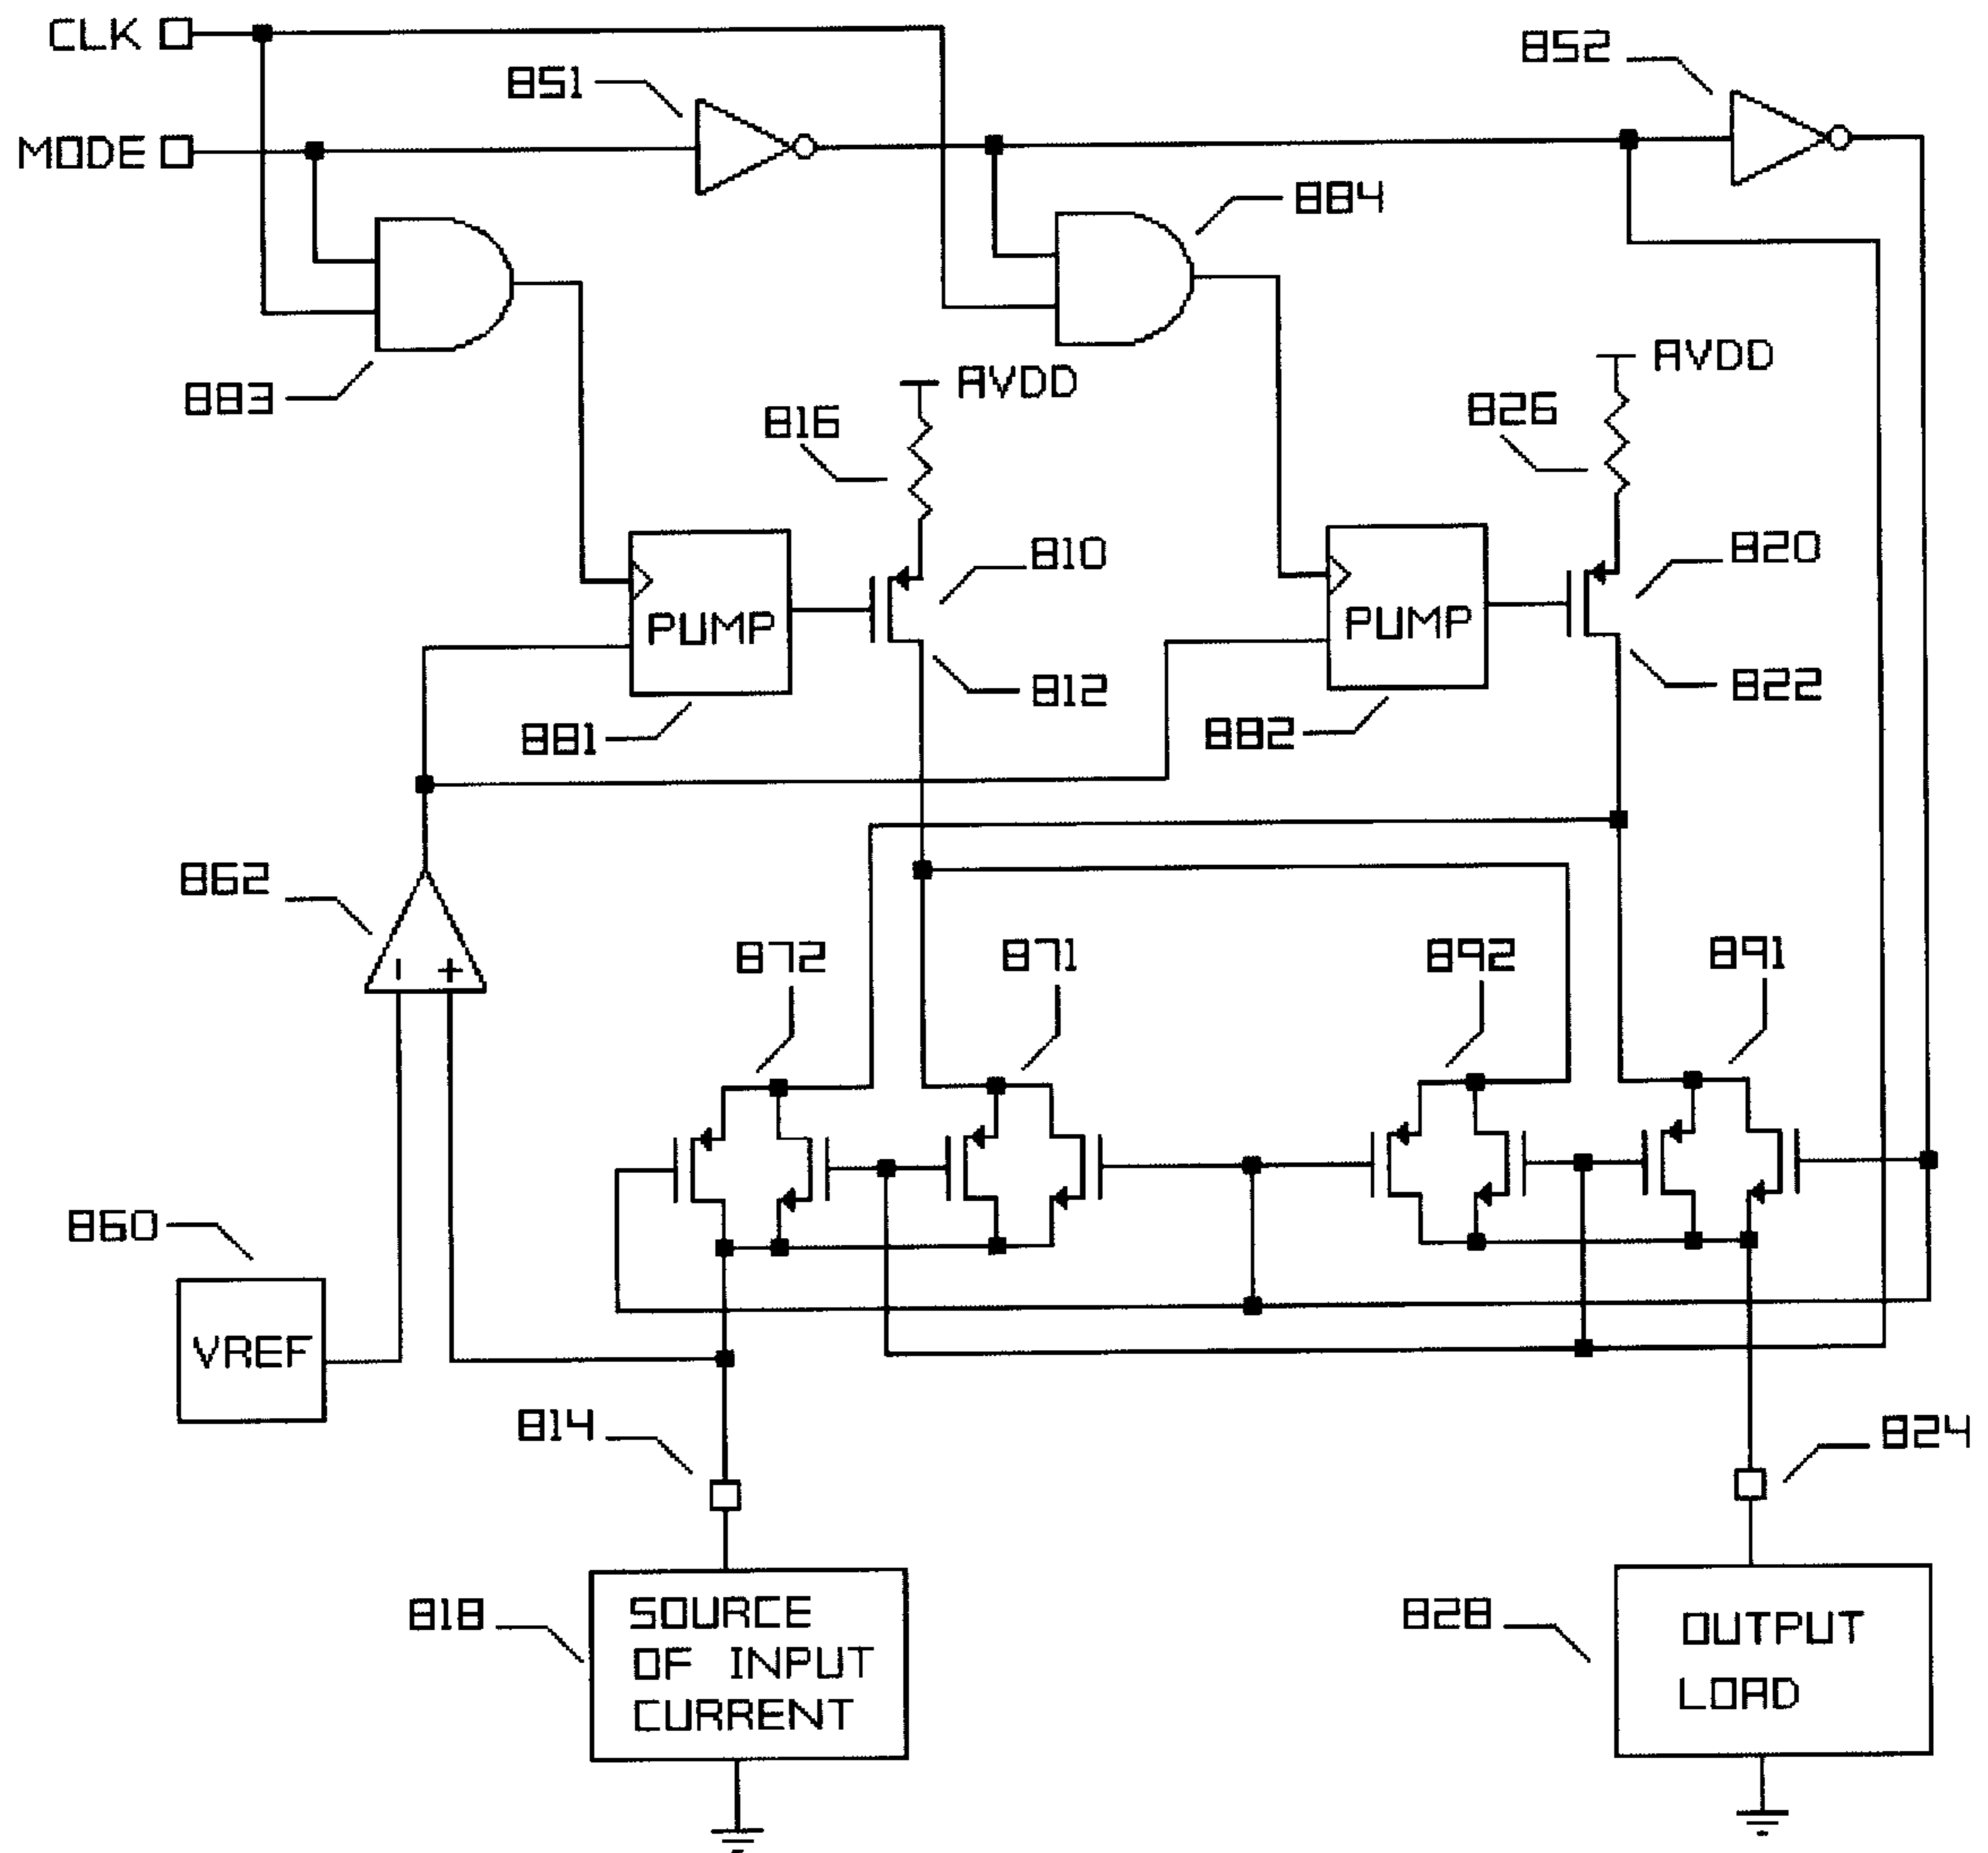 CLK
852
851
MODE
884
AVDD
AVDD
883
816
826
810
820
PUMP
PUMP
812
822
881
882
862
872
871
892
891
- +
860
VREF
814
824
818
SOURCE
OF INPUT
CURRENT
828
OUTPUT
LOAD